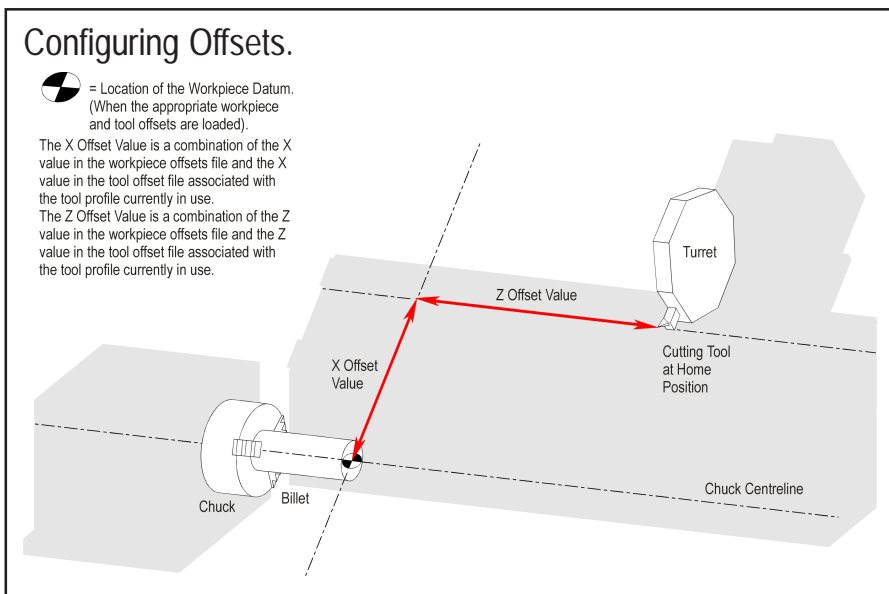 Configuring Offsets.
= Location of the Workpiece Datum.
(When the appropriate workpiece
and tool offsets are loaded).
The X Offset Value is a combination of the X
value in the workpiece offsets file and the X
value in the tool offset file associated with
the tool profile currently in use.
The Z Offset Value is a combination of the Z
value in the workpiece offsets file and the Z
value in the tool offset file associated with
the tool profile currently in use.
Turret
Z Offset Value
Cutting Tool
at Home
Position
X Offset
Value
Chuck Centreline
Billet
Chuck